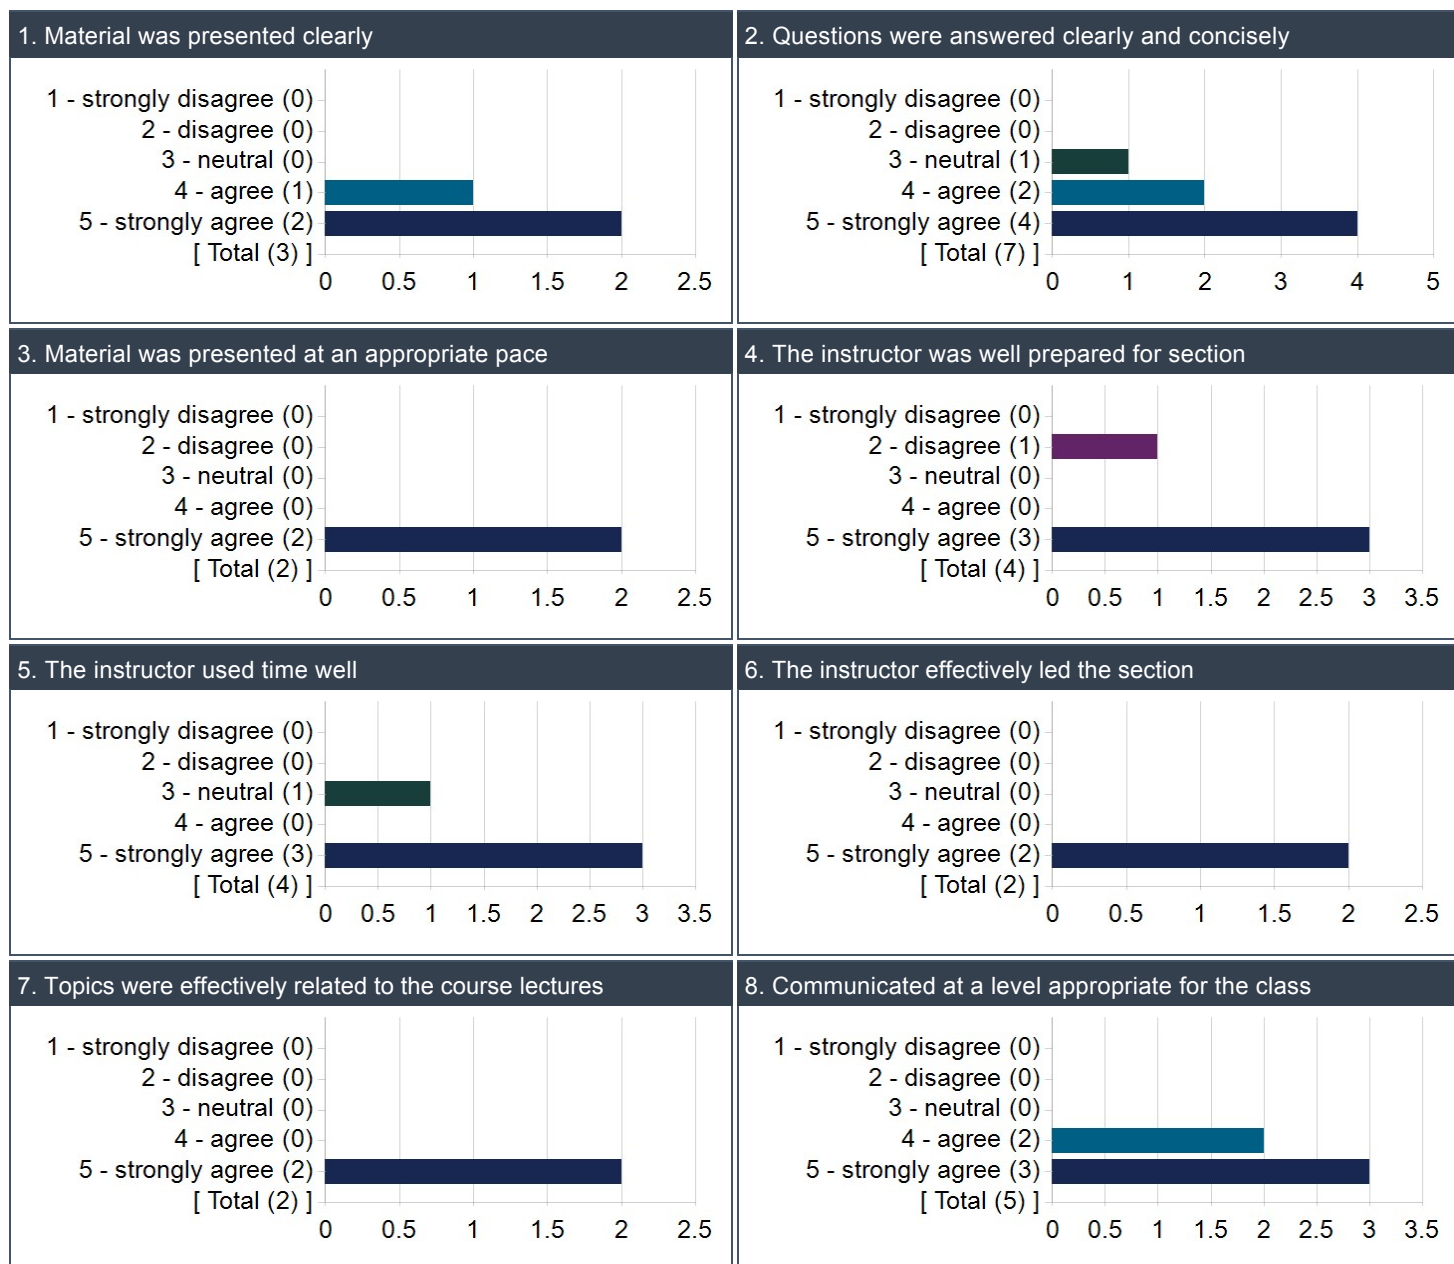 1. Material was presented clearly
1 - strongly disagree (0)
2 - disagree (0)
3 - neutral (0)
4 - agree (1)
5 - strongly agree (2)
[ Total (3) ]
0 0.5 1 1.5 2 2.5
2. Questions were answered clearly and concisely
1 - strongly disagree (0)
2 - disagree (0)
3 - neutral (1)
4 - agree (2)
5 - strongly agree (4)
[ Total (7) ]
0 1 2 3 4 5
3. Material was presented at an appropriate pace
1 - strongly disagree (0)
2 - disagree (0)
3 - neutral (0)
4 - agree (0)
5 - strongly agree (2)
[ Total (2) ]
0 0.5 1 1.5 2 2.5
4. The instructor was well prepared for section
1 - strongly disagree (0)
2 - disagree (1)
3 - neutral (0)
4 - agree (0)
5 - strongly agree (3)
[ Total (4) ]
0 0.5 1 1.5 2 2.5 3 3.5
5. The instructor used time well
1 - strongly disagree (0)
2 - disagree (0)
3 - neutral (1)
4 - agree (0)
5 - strongly agree (3)
[ Total (4) ]
0 0.5 1 1.5 2 2.5 3 3.5
6. The instructor effectively led the section
1 - strongly disagree (0)
2 - disagree (0)
3 - neutral (0)
4 - agree (0)
5 - strongly agree (2)
[ Total (2) ]
0 0.5 1 1.5 2 2.5
7. Topics were effectively related to the course lectures
1 - strongly disagree (0)
2 - disagree (0)
3 - neutral (0)
4 - agree (0)
5 - strongly agree (2)
[ Total (2) ]
0 0.5 1 1.5 2 2.5
8. Communicated at a level appropriate for the class
1 - strongly disagree (0)
2 - disagree (0)
3 - neutral (0)
4 - agree (2)
5 - strongly agree (3)
[ Total (5) ]
0 0.5 1 1.5 2 2.5 3 3.5